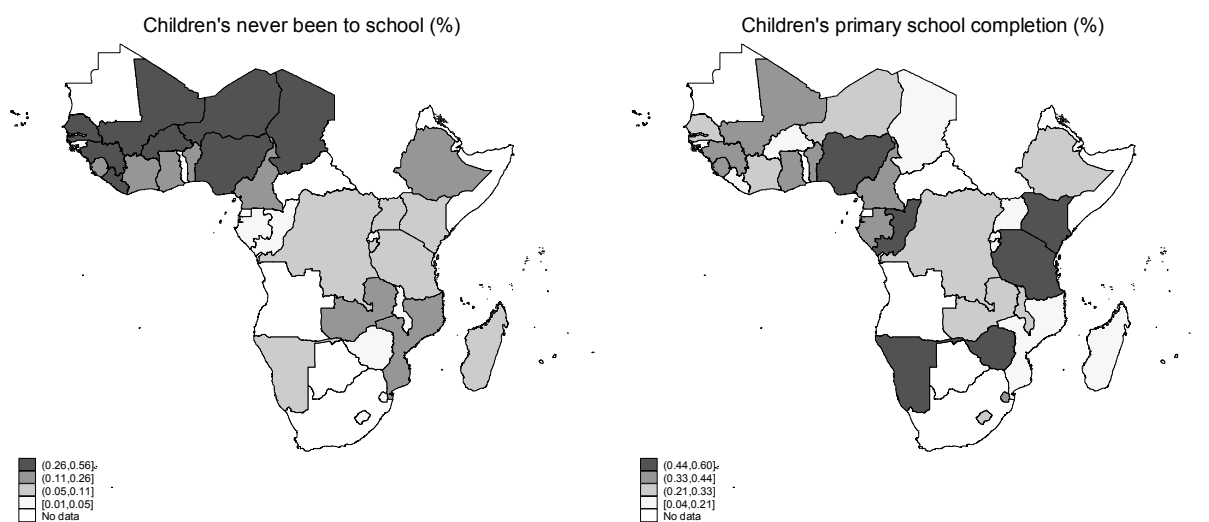 Children's never been to school (%)
(0.26,0.56]
(0.11,0.26]
(0.05,0.11]
[0.01,0.05]
No data
Children's primary school completion (%)
(0.44,0.60]
(0.33,0.44]
(0.21,0.33]
[0.04,0.21]
No data